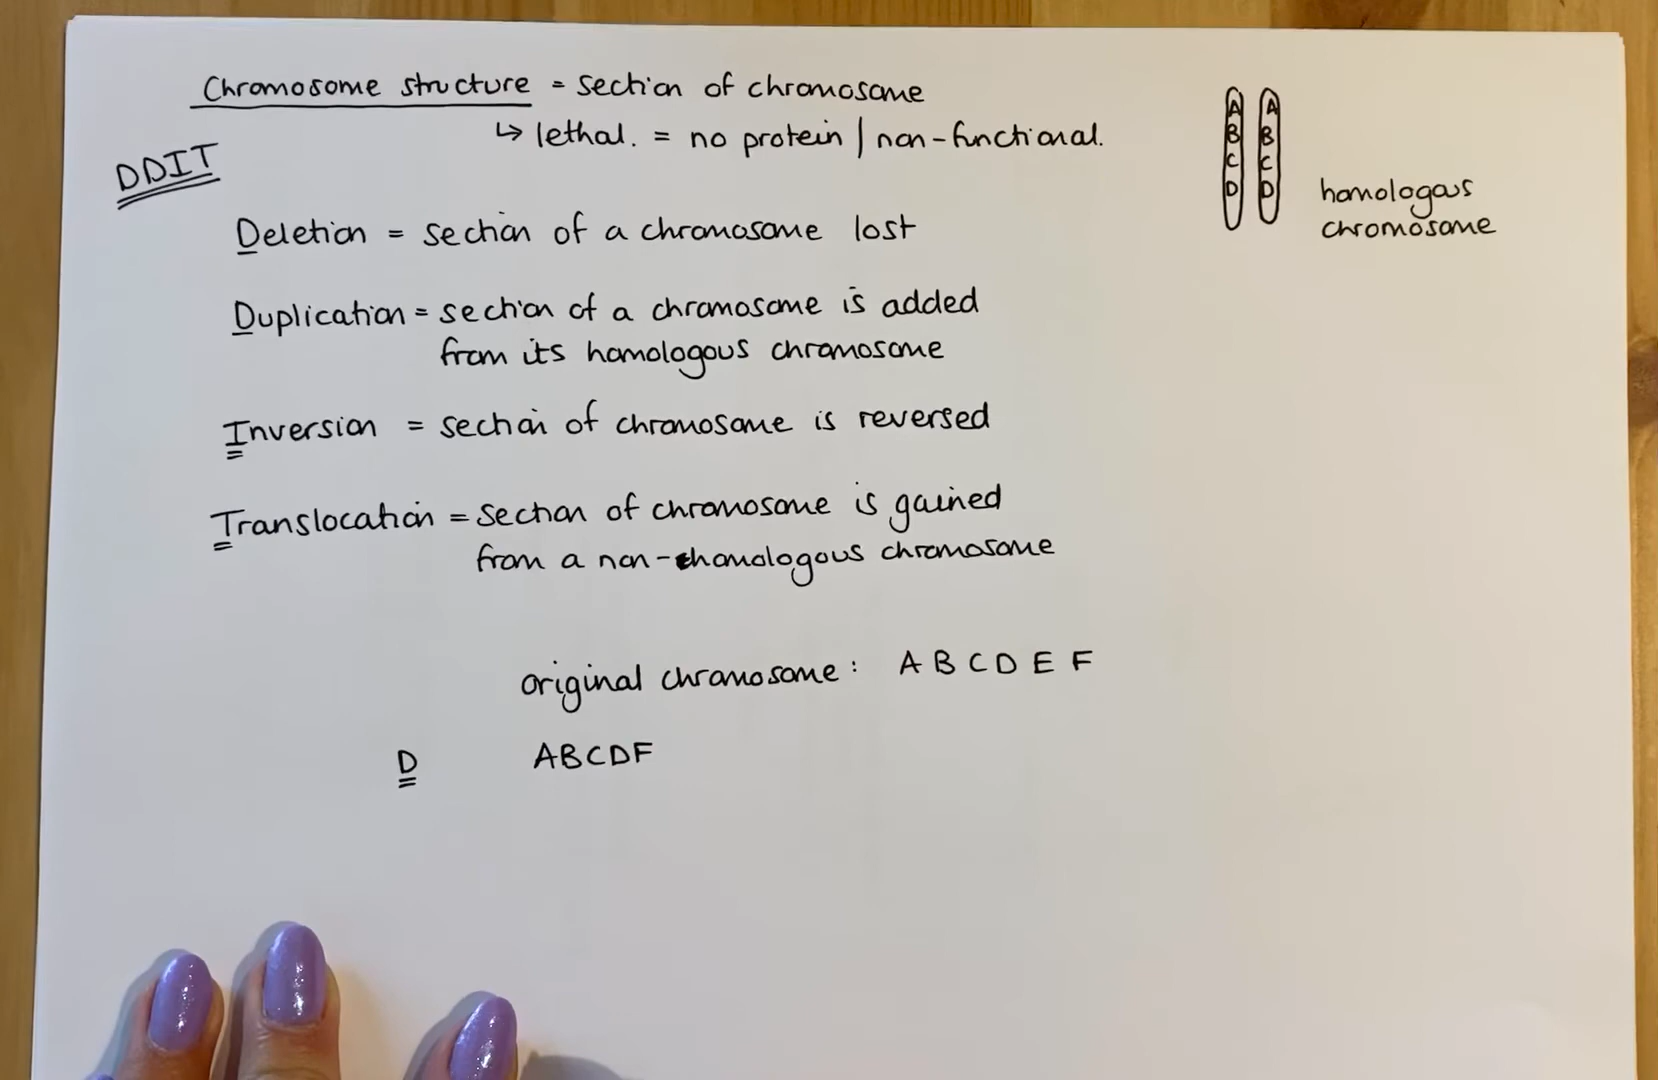 Chromosome structure = section of chromosome
↳ lethal. = no protein / non-functional.
DDIT
Deletion = section of a chromosome lost
Duplication = section of a chromosome is added
from its homologous chromosome
Inversion = section of chromosome is reversed
Translocation = section of chromosome is gained
from a non-homologous chromosome
original chromosome: A B C D E F
D ABCDF
A A
B B
C C
D D
homologous
chromosome